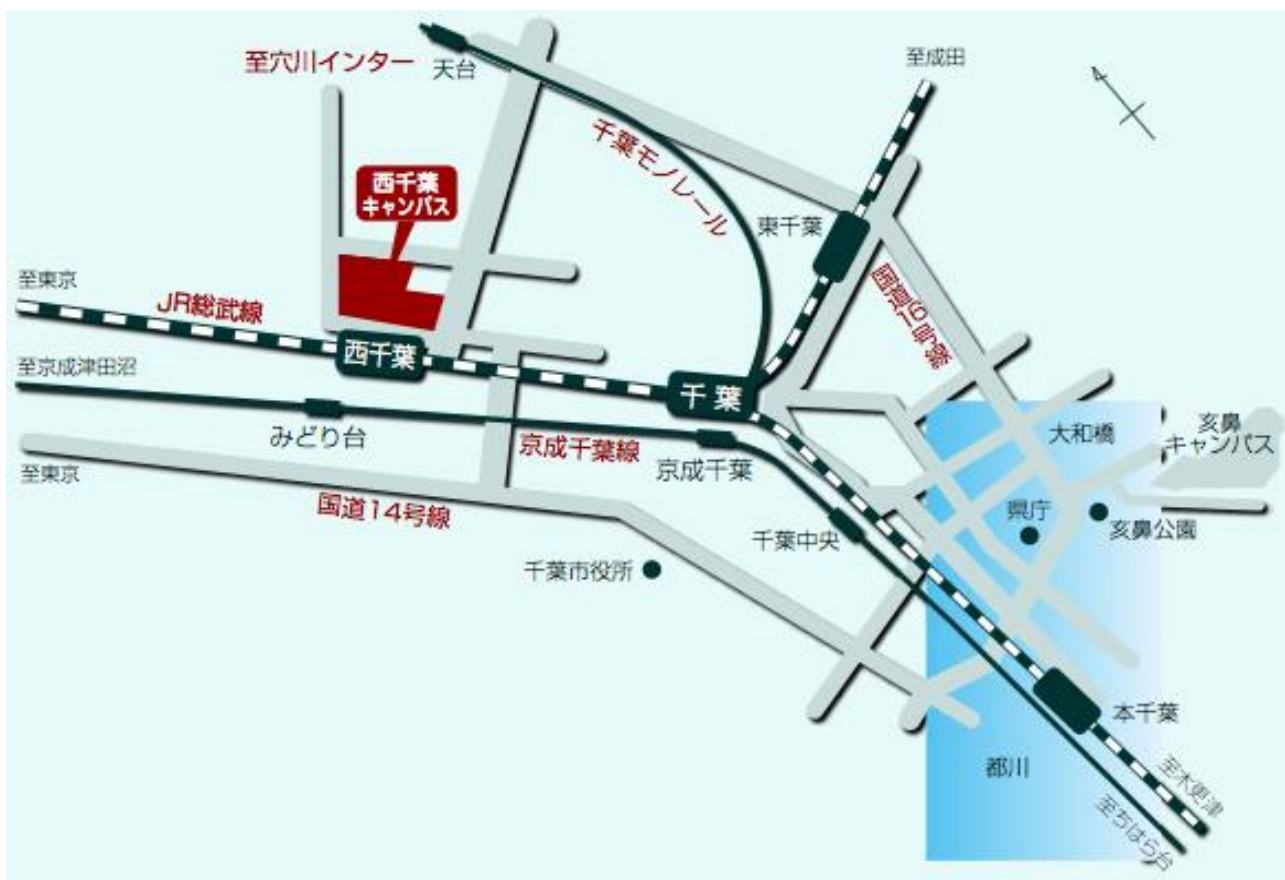 至穴川インター
天台
至成田
千葉モノレール
西千葉
キャンパス
東千葉
国道16号線
至東京
JR総武線
西千葉
千葉
至京成津田沼
みどり台
京成千葉線
京成千葉
大和橋
亥鼻
キャンパス
至東京
国道14号線
県庁
亥鼻公園
千葉中央
千葉市役所
本千葉
都川
至木更津
至ちはら台